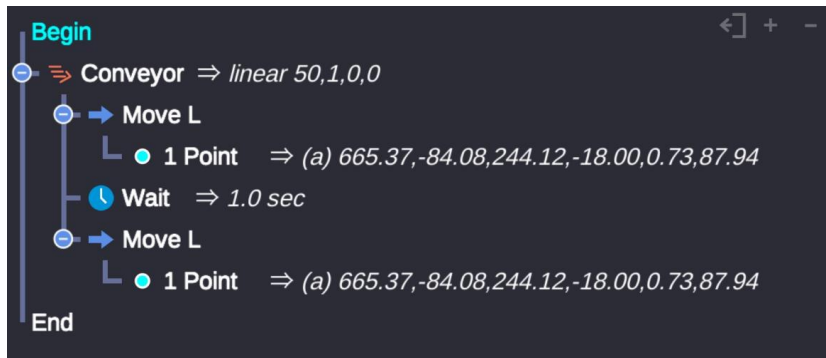 Begin
Conveyor ⇒ linear 50,1,0,0
Move L
1 Point ⇒ (a) 665.37,-84.08,244.12,-18.00,0.73,87.94
Wait ⇒ 1.0 sec
Move L
1 Point ⇒ (a) 665.37,-84.08,244.12,-18.00,0.73,87.94
End